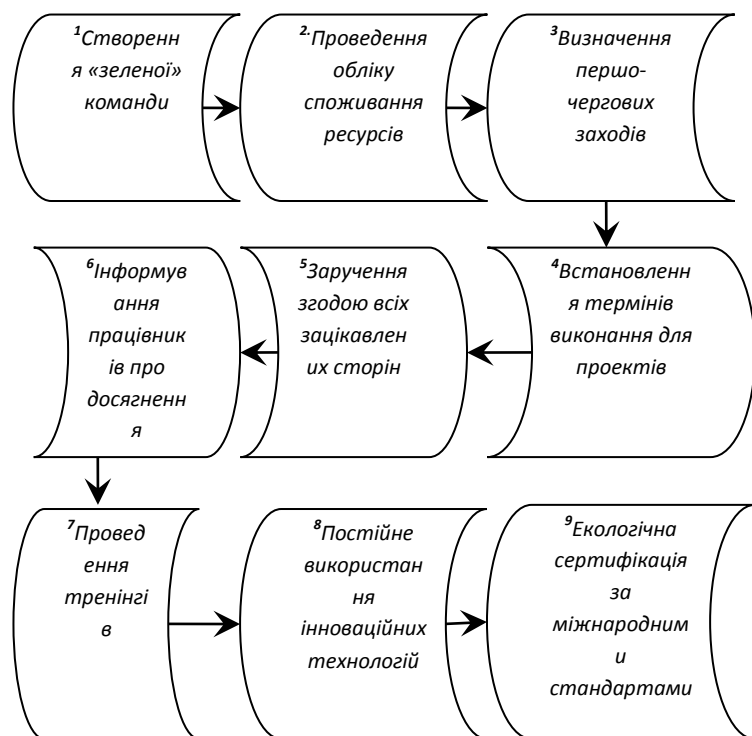 ¹Створенн
я «зеленої»
команди
²·Проведення
обліку
споживання
ресурсів
³Визначення
першо-
чергових
заходів
⁴Встановленн
я термінів
виконання для
проектів
⁵Заручення
згодою всіх
зацікавлен
их сторін
⁶Інформув
ання
працівник
ів про
досягненн
я
⁷Провед
ення
тренінгі
в
⁸Постійне
використан
ня
інноваційних
технологій
⁹Екологічна
сертифікація
за
міжнародним
и
стандартами